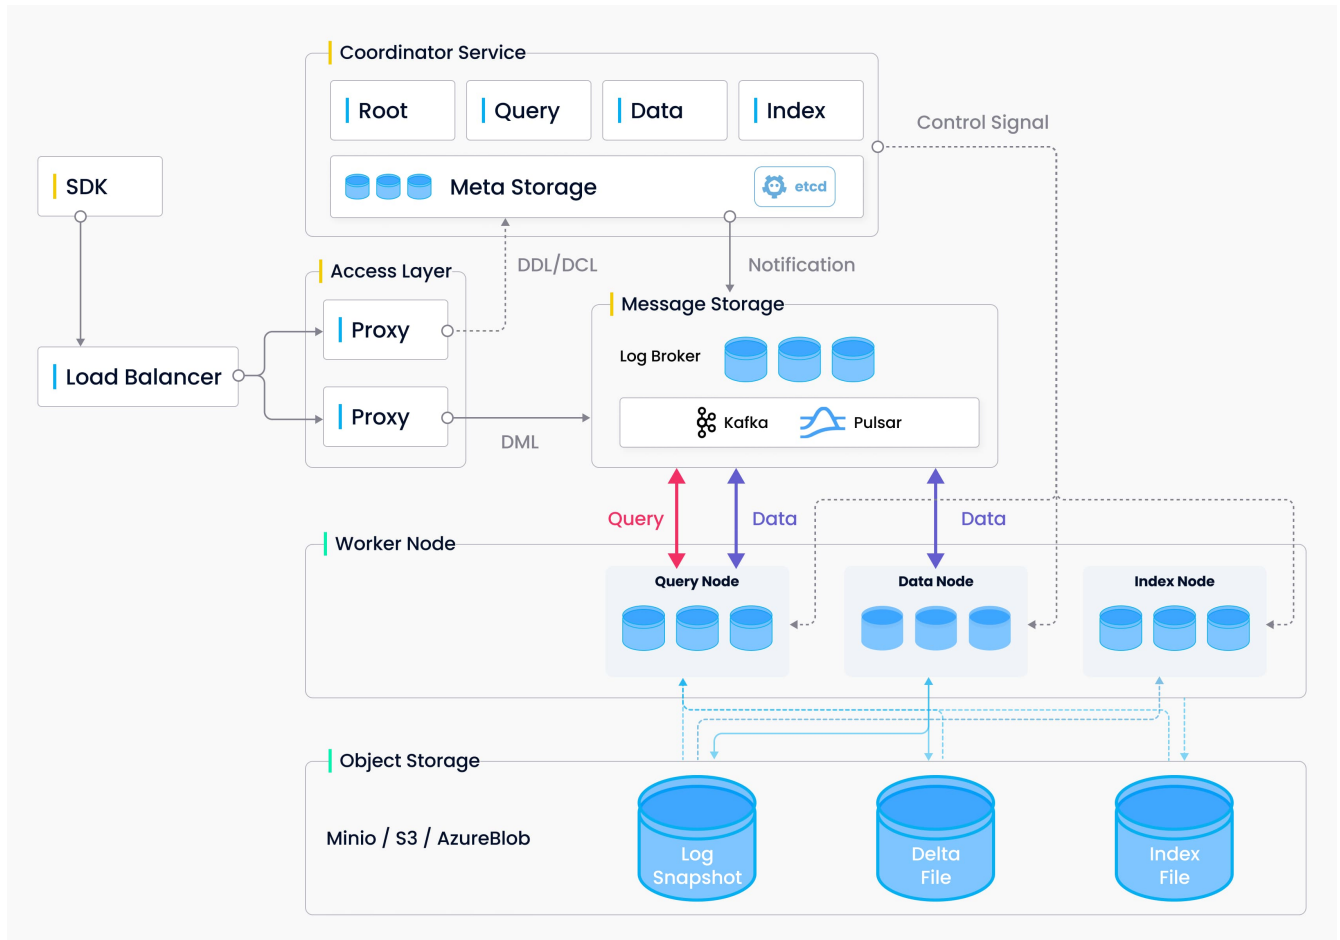 Coordinator Service
Root
Query
Data
Index
Control Signal
SDK
Meta Storage
etcd
DDL/DCL
Notification
Access Layer
Message Storage
Proxy
Log Broker
Load Balancer
Proxy
Kafka
Pulsar
DML
Query
Data
Data
Worker Node
Query Node
Data Node
Index Node
Object Storage
Minio / S3 / AzureBlob
Log
Snapshot
Delta
File
Index
File